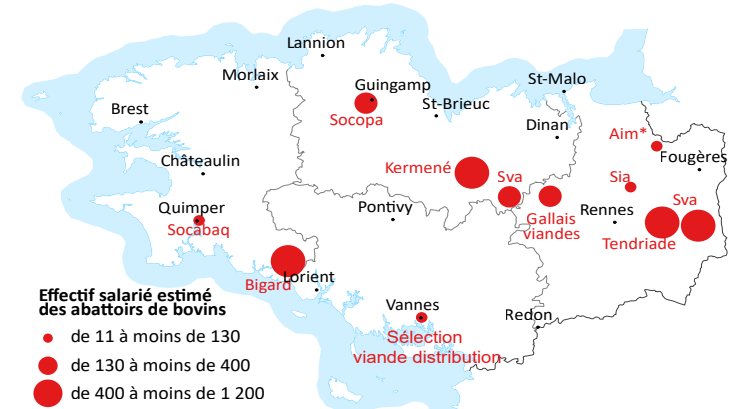 Lannion
Morlaix
Guingamp
St-Malo
Brest
St-Brieuc
Socopa
Dinan
Aim*
Châteaulin
Kermené
Sva
Fougères
Sia
Quimper
Socabaq
Pontivy
Gallais
viandes
Rennes
Sva
Tendriade
Bigard
Lorient
Vannes
Redon
Sélection
viande distribution
Effectif salarié estimé
des abattoirs de bovins
de 11 à moins de 130
de 130 à moins de 400
de 400 à moins de 1 200